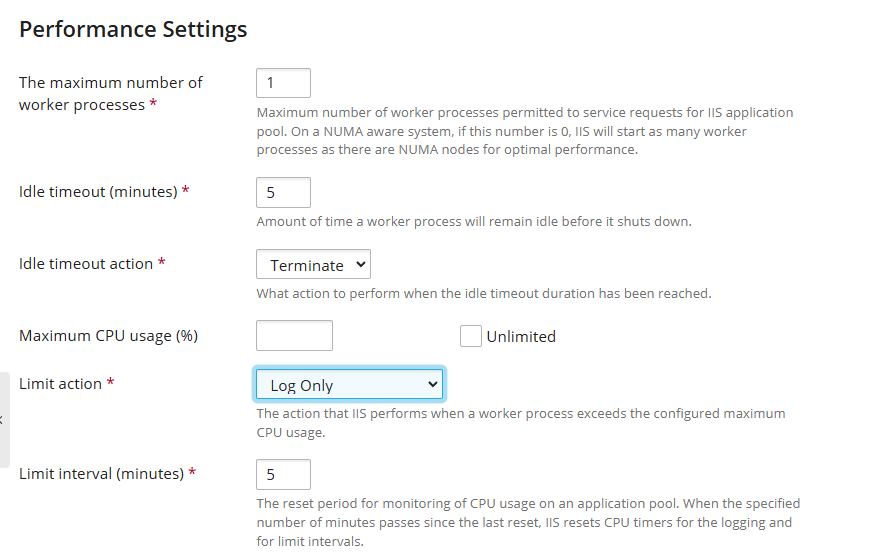 Performance Settings
The maximum number of
worker processes *
1
Maximum number of worker processes permitted to service requests for IIS application
pool. On a NUMA aware system, if this number is 0, IIS will start as many worker
processes as there are NUMA nodes for optimal performance.
Idle timeout (minutes) *
5
Amount of time a worker process will remain idle before it shuts down.
Idle timeout action *
Terminate
What action to perform when the idle timeout duration has been reached.
Maximum CPU usage (%)
Unlimited
Limit action *
Log Only
The action that IIS performs when a worker process exceeds the configured maximum
CPU usage.
Limit interval (minutes) *
5
The reset period for monitoring of CPU usage on an application pool. When the specified
number of minutes passes since the last reset, IIS resets CPU timers for the logging and
for limit intervals.